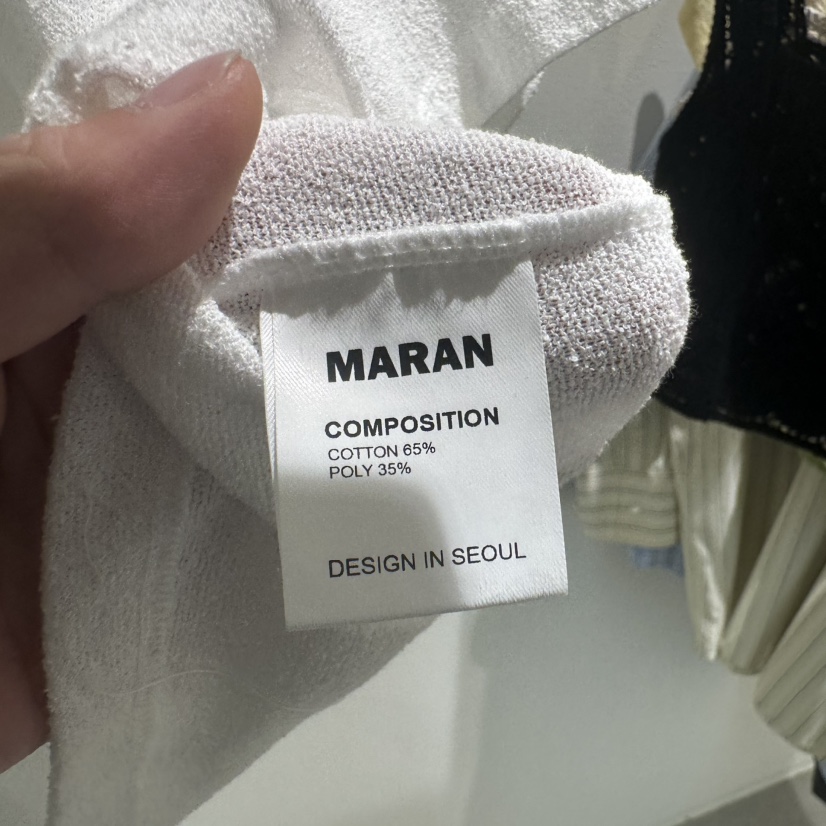 MARAN
COMPOSITION
COTTON 65%
POLY 35%
DESIGN IN SEOUL